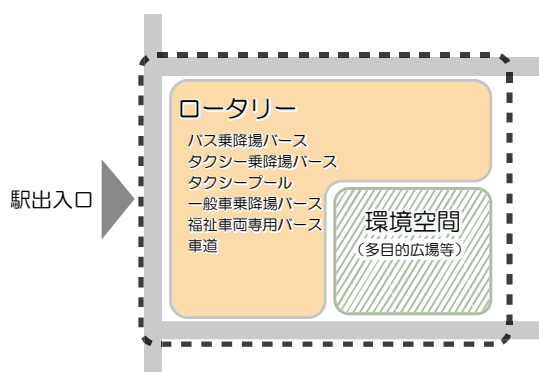 ロータリー
バス乗降場バース
タクシー乗降場バース
タクシープール
一般車乗降場バース
福祉車両専用バース
車道
駅出入口
環境空間
（多目的広場等）